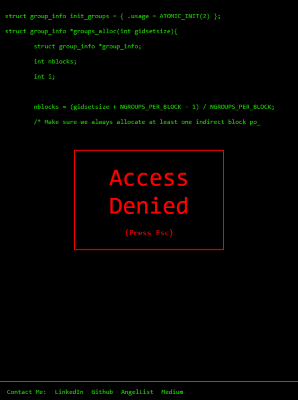 struct group_info init_groups = { .usage = ATOMIC_INIT(2) };
struct group_info *groups_alloc(int gidsetsize){
struct group_info *group_info;
int nblocks;
int i;
nblocks = (gidsetsize + NGROUPS_PER_BLOCK - 1) / NGROUPS_PER_BLOCK;
/* Make sure we always allocate at least one indirect block po_
Access
Denied
(Press Esc)
Contact Me: LinkedIn Github AngelList Medium